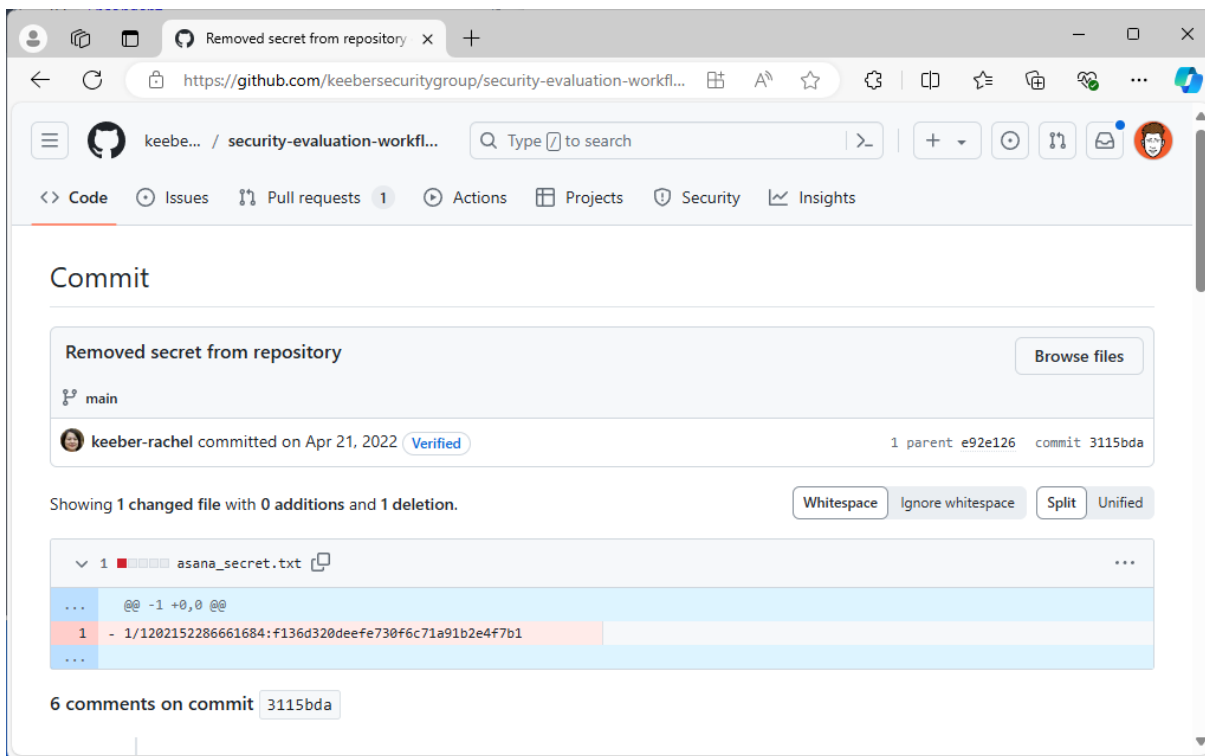 Removed secret from repository
https://github.com/keebersecuritygroup/security-evaluation-workfl...
keebe... / security-evaluation-workfl...
Type / to search
Code Issues Pull requests 1 Actions Projects Security Insights
Commit
Removed secret from repository
Browse files
main
keeber-rachel committed on Apr 21, 2022 Verified
1 parent e92e126 commit 3115bda
Showing 1 changed file with 0 additions and 1 deletion.
Whitespace Ignore whitespace Split Unified
1 asana_secret.txt
... @@ -1 +0,0 @@
1 - 1/1202152286661684:f136d320deefe730f6c71a91b2e4f7b1
...
6 comments on commit 3115bda